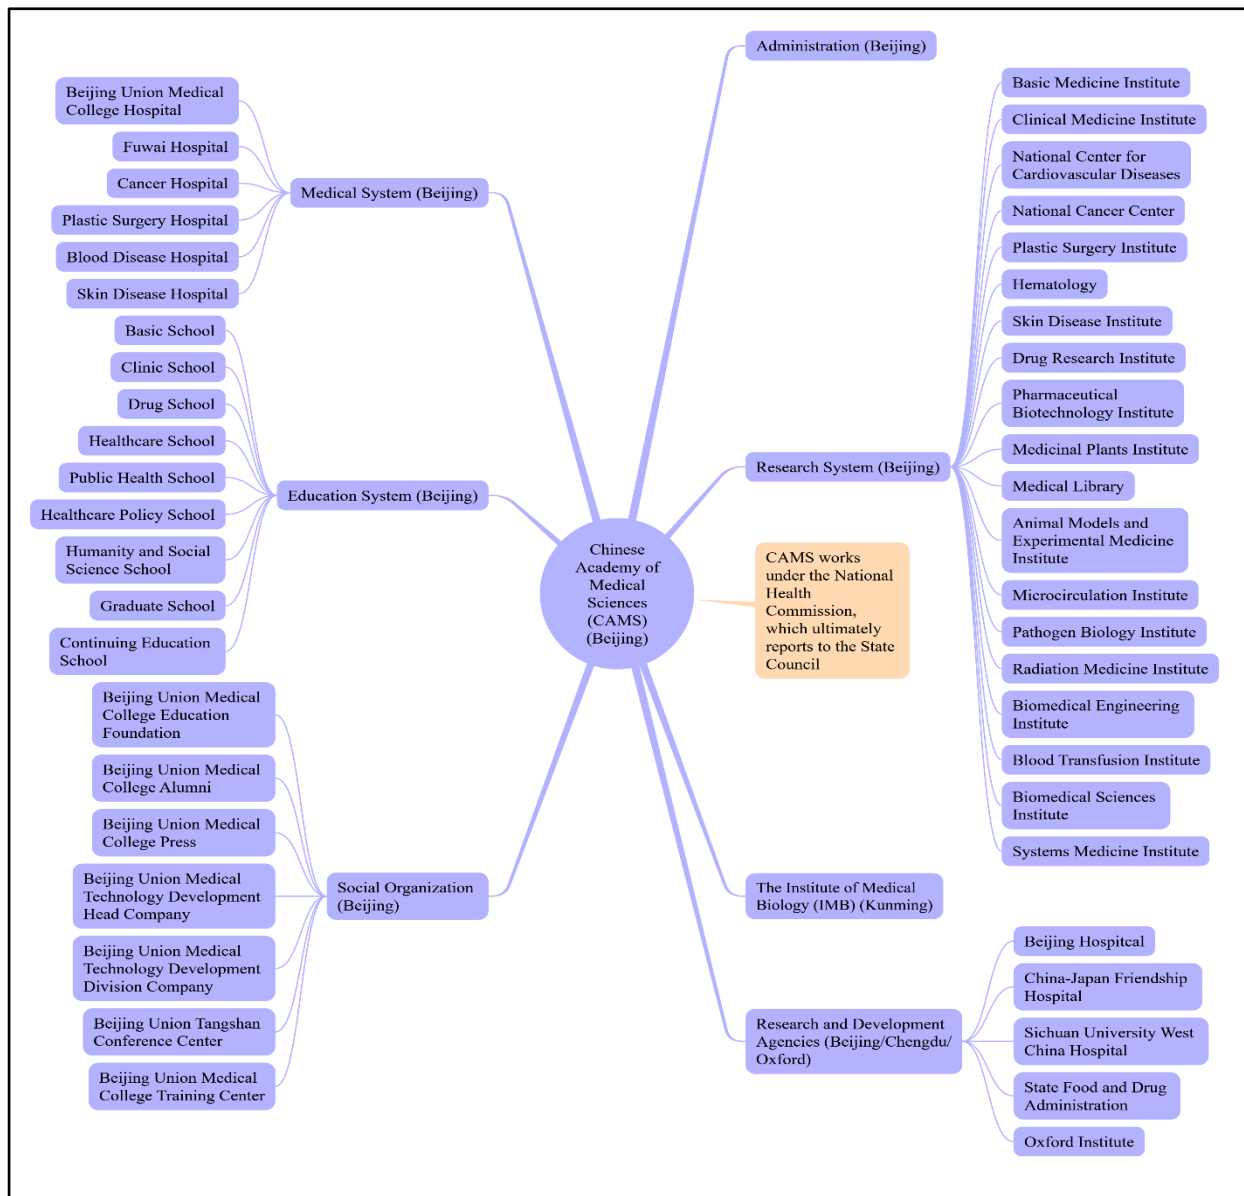 Administration (Beijing)
Beijing Union Medical
College Hospital
Fuwai Hospital
Cancer Hospital
Plastic Surgery Hospital
Blood Disease Hospital
Skin Disease Hospital
Medical System (Beijing)
Basic School
Clinic School
Drug School
Healthcare School
Public Health School
Healthcare Policy School
Humanity and Social
Science School
Graduate School
Continuing Education
School
Education System (Beijing)
Beijing Union Medical
College Education
Foundation
Beijing Union Medical
College Alumni
Beijing Union Medical
College Press
Beijing Union Medical
Technology Development
Head Company
Beijing Union Medical
Technology Development
Division Company
Beijing Union Tangshan
Conference Center
Beijing Union Medical
College Training Center
Social Organization
(Beijing)
Chinese
Academy of
Medical
Sciences
(CAMS)
(Beijing)
CAMS works
under the National
Health
Commission,
which ultimately
reports to the State
Council
Research System (Beijing)
Basic Medicine Institute
Clinical Medicine Institute
National Center for
Cardiovascular Diseases
National Cancer Center
Plastic Surgery Institute
Hematology
Skin Disease Institute
Drug Research Institute
Pharmaceutical
Biotechnology Institute
Medicinal Plants Institute
Medical Library
Animal Models and
Experimental Medicine
Institute
Microcirculation Institute
Pathogen Biology Institute
Radiation Medicine Institute
Biomedical Engineering
Institute
Blood Transfusion Institute
Biomedical Sciences
Institute
Systems Medicine Institute
The Institute of Medical
Biology (IMB) (Kunming)
Research and Development
Agencies (Beijing/Chengdu/
Oxford)
Beijing Hospitcal
China-Japan Friendship
Hospital
Sichuan University West
China Hospital
State Food and Drug
Administration
Oxford Institute